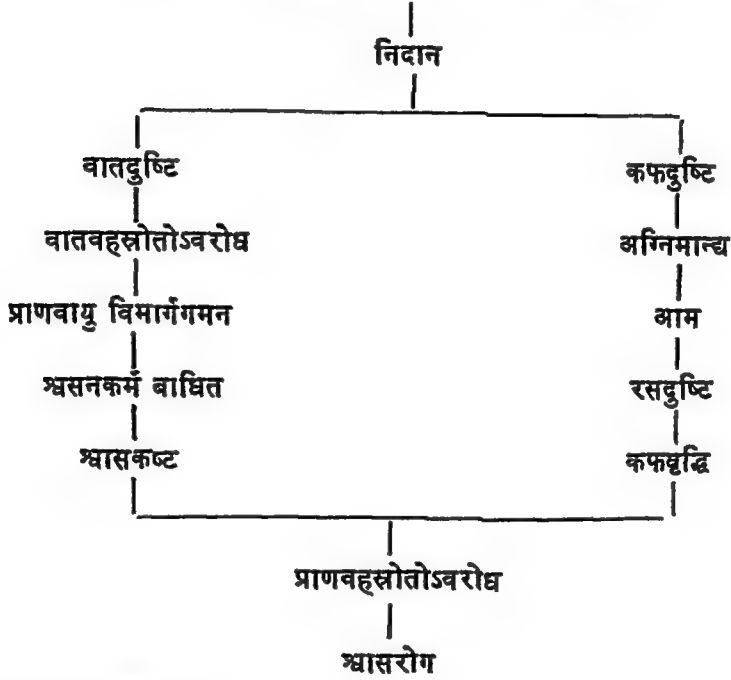 निदान
वातदुष्टि
कफदुष्टि
वातवहस्रोतोऽवरोध
अग्निमान्द्य
प्राणवायु विमार्गगमन
आम
श्वसनकर्म बाधित
रसदुष्टि
श्वासकष्ट
कफवृद्धि
प्राणवहस्रोतोऽवरोध
श्वासरोग